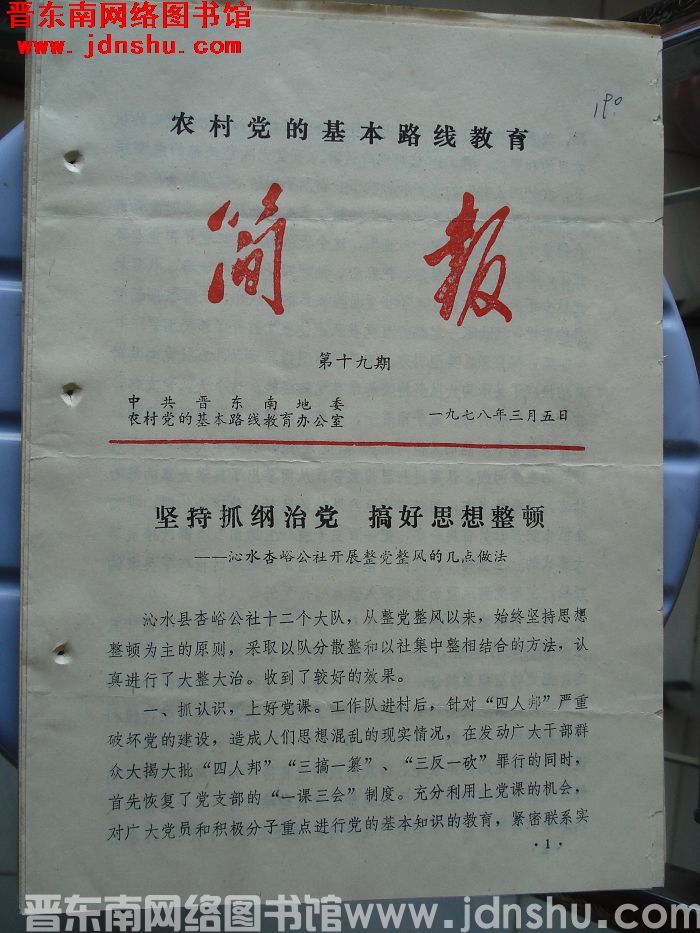 晋东南网络图书馆
www.jdnshu.com
190
农村党的基本路线教育
简报
第十九期
中共晋东南地委
农村党的基本路线教育办公室
一九七八年三月五日
坚持抓纲治党 搞好思想整顿
——沁水杏峪公社开展整党整风的几点做法
沁水县杏峪公社十二个大队，从整党整风以来，始终坚持思想
整顿为主的原则，采取以队分散整和以社集中整相结合的方法，认
真进行了大整大治。收到了较好的效果。
一、抓认识，上好党课。工作队进村后，针对“四人邦”严重
破坏党的建设，造成人们思想混乱的现实情况，在发动广大干部群
众大揭大批“四人邦”“三搞一篡”、“三反一砍”罪行的同时，
首先恢复了党支部的“一课三会”制度。充分利用上党课的机会，
对广大党员和积极分子重点进行党的基本知识的教育，紧密联系实
·1·
晋东南网络图书馆www.jdnshu.com